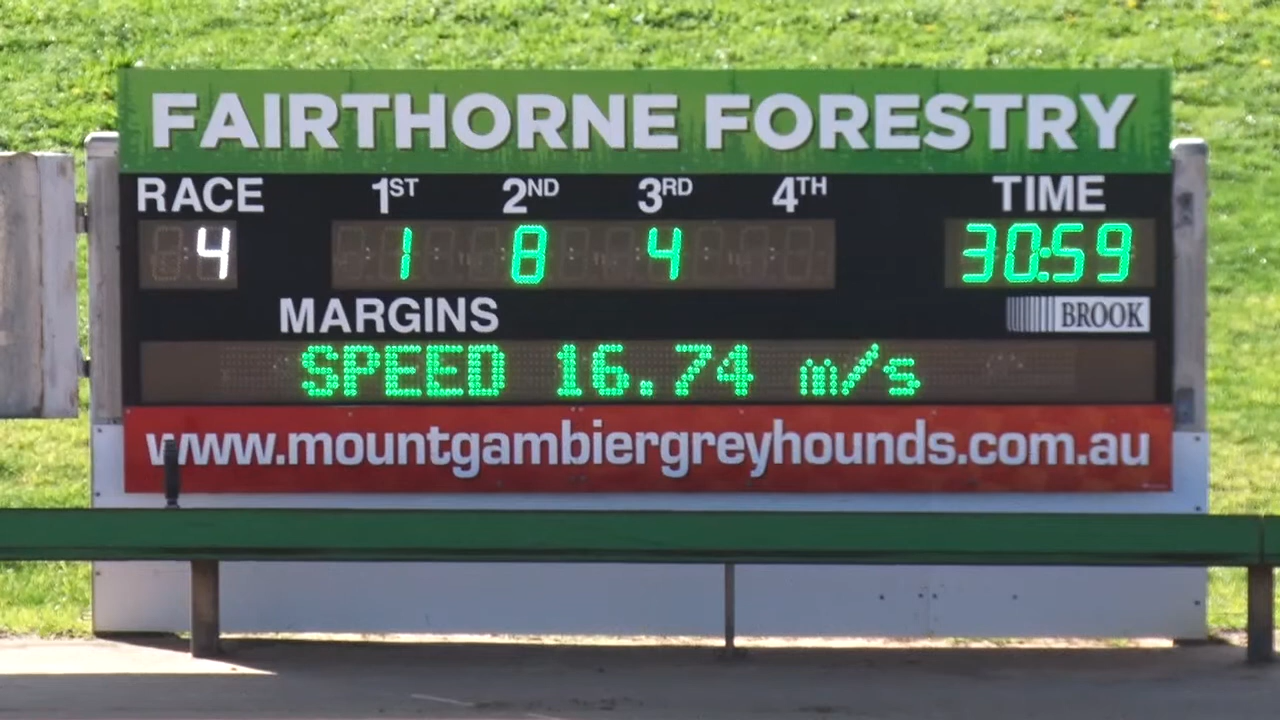 FAIRTHORNE FORESTRY
RACE 1ST 2ND 3RD 4TH TIME
4 1 8 4 30:59
MARGINS BROOK
SPEED 16.74 m/s
www.mountgambiergreyhounds.com.au